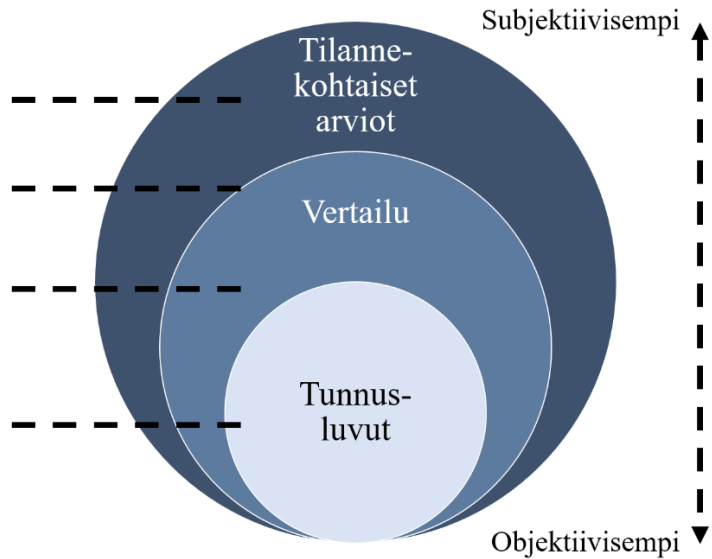 Subjektiivisempi
Tilanne-
kohtaiset
arviot
Vertailu
Tunnus-
luvut
Objektiivisempi